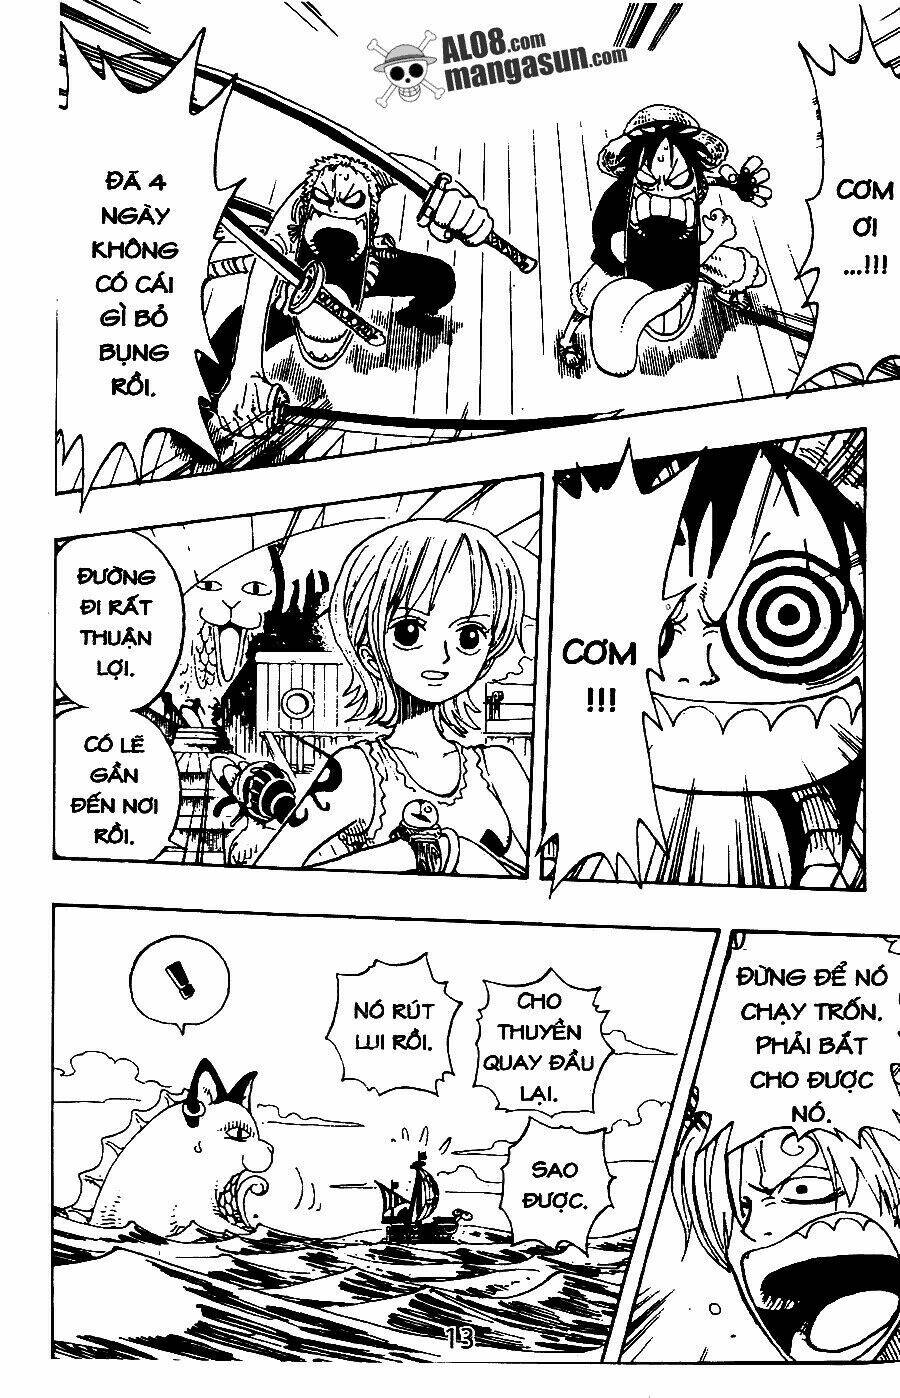 AL08.com
mangasun.com
CƠM
ƠI
...!!!
ĐÃ 4
NGÀY
KHÔNG
CÓ CÁI
GÌ BỎ
BỤNG
RỒI.
CƠM
!!!
ĐƯỜNG
ĐI RẤT
THUẬN
LỢI.
CÓ LẼ
GẦN
ĐẾN NƠI
RỒI.
ĐỪNG ĐỂ NÓ
CHẠY TRỐN.
PHẢI BẮT
CHO ĐƯỢC
NÓ.
CHO
THUYỀN
QUAY ĐẦU
LẠI.
NÓ RÚT
LUI RỒI.
SAO
ĐƯỢC.
!
13